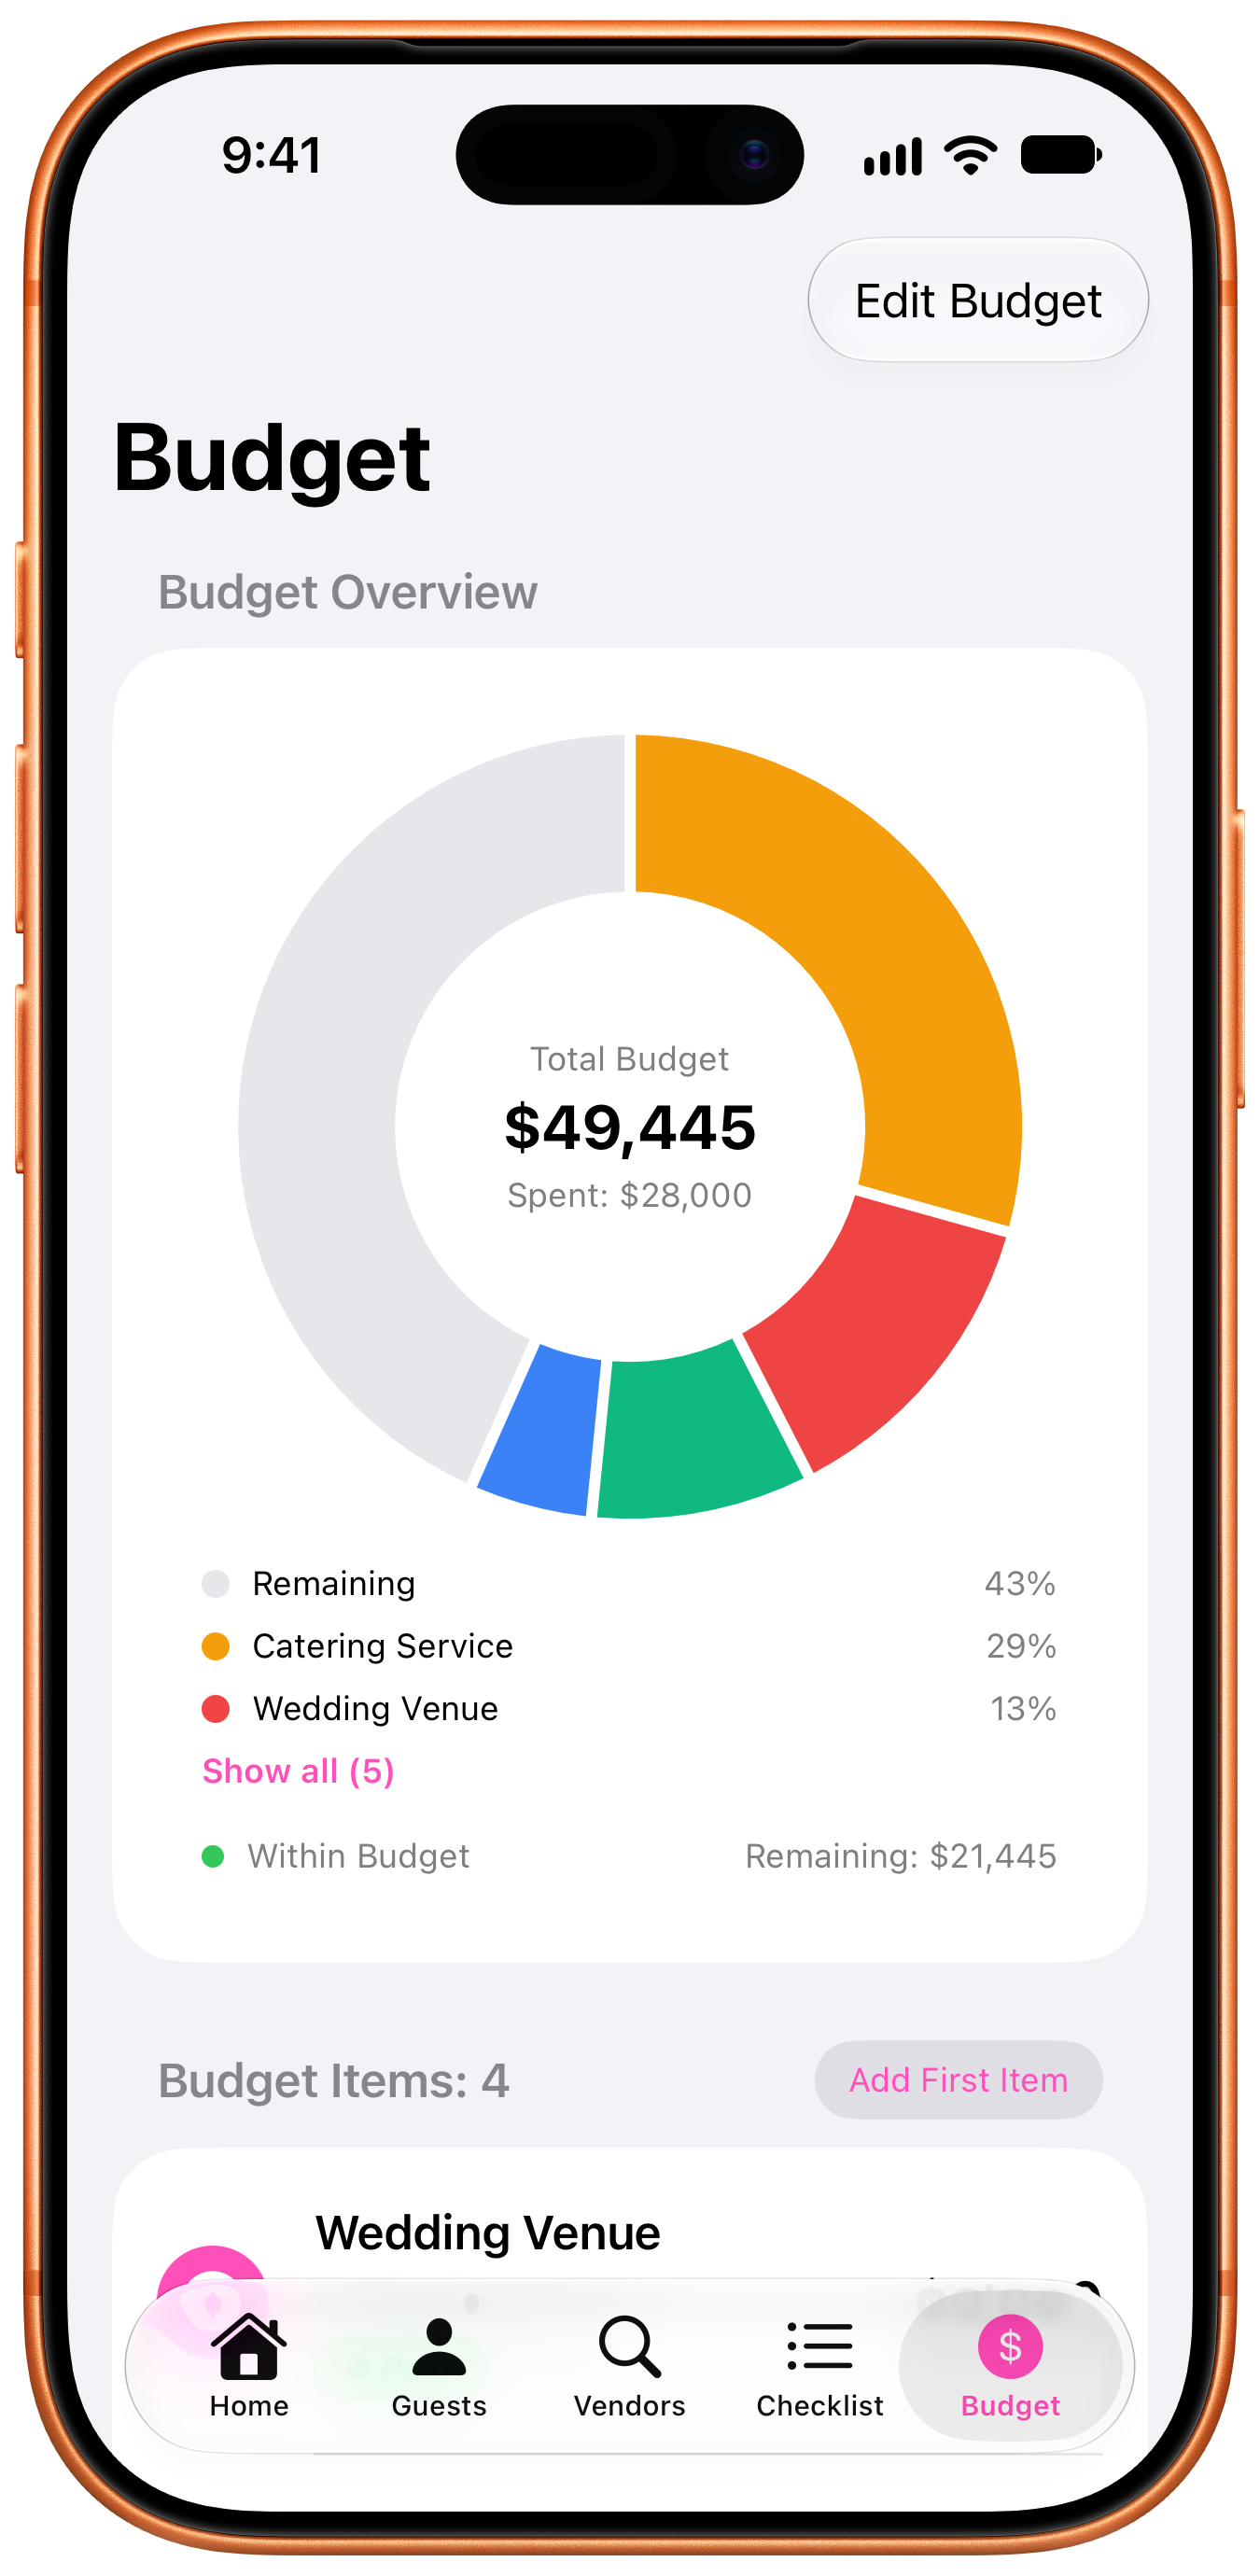 9:41
Edit Budget
Budget
Budget Overview
Total Budget
$49,445
Spent: $28,000
Remaining 43%
Catering Service 29%
Wedding Venue 13%
Show all (5)
Within Budget Remaining: $21,445
Budget Items: 4 Add First Item
Wedding Venue
Home Guests Vendors Checklist Budget